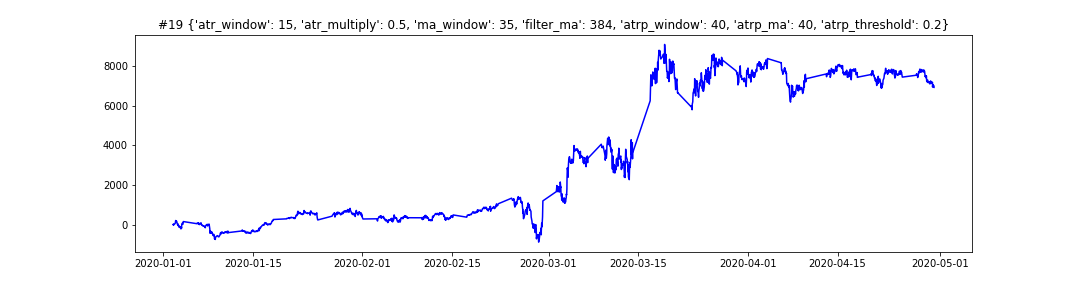 #19 {'atr_window': 15, 'atr_multiply': 0.5, 'ma_window': 35, 'filter_ma': 384, 'atrp_window': 40, 'atrp_ma': 40, 'atrp_threshold': 0.2}
8000
6000
4000
2000
0
2020-01-01 2020-01-15 2020-02-01 2020-02-15 2020-03-01 2020-03-15 2020-04-01 2020-04-15 2020-05-01